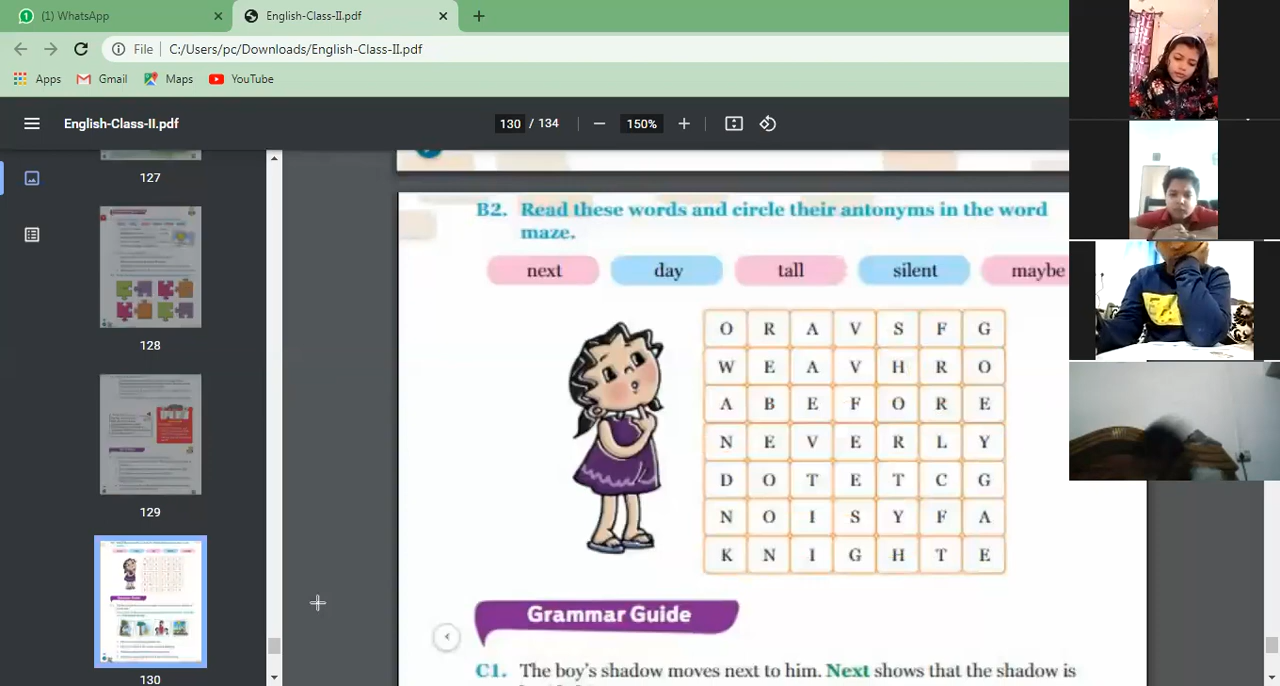 (1) WhatsApp
English-Class-II.pdf
File C:/Users/pc/Downloads/English-Class-II.pdf
Apps Gmail Maps YouTube
English-Class-II.pdf
130 / 134
150%
127
128
129
130
B2. Read these words and circle their antonyms in the word
maze.
next day tall silent maybe
O R A V S F G
W E A V H R O
A B E F O R E
N E V E R L Y
D O T E T C G
N O I S Y F A
K N I G H T E
Grammar Guide
C1. The boy's shadow moves next to him. Next shows that the shadow is